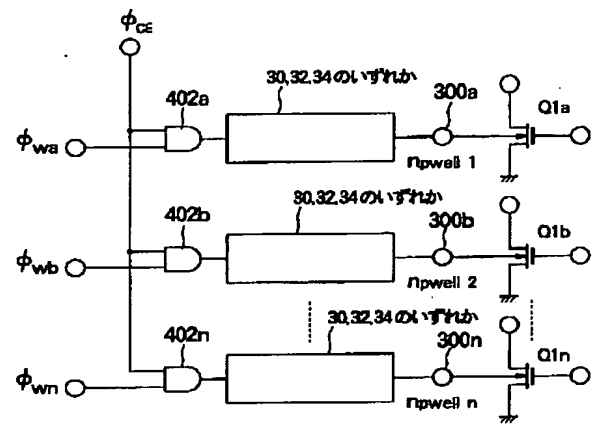 φCE
30,32,34のいずれか
402a
300a
Q1a
φwa
npwell 1
30,32,34のいずれか
402b
300b
Q1b
φwb
npwell 2
30,32,34のいずれか
402n
300n
Q1n
φwn
npwell n